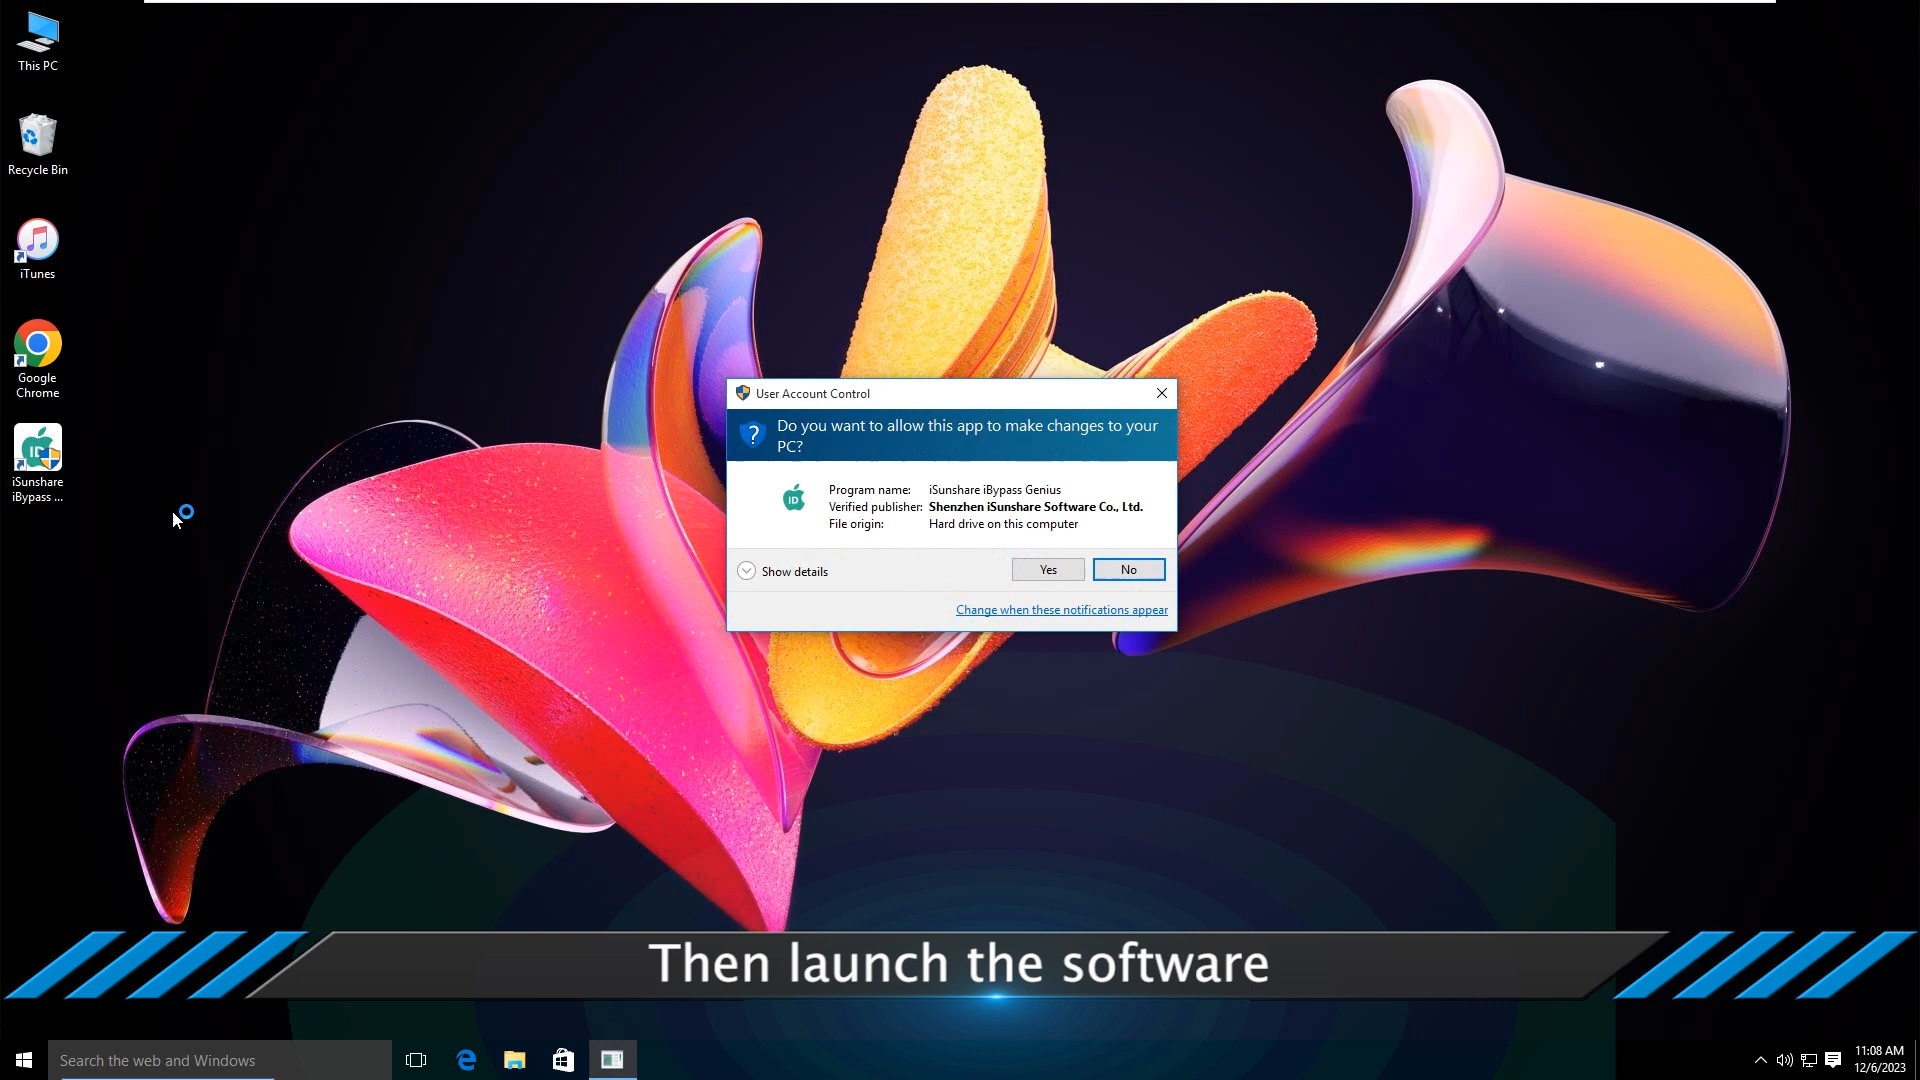 This PC
Recycle Bin
iTunes
Google
Chrome
ID
iSunshare
iBypass ...
User Account Control
?
Do you want to allow this app to make changes to your
PC?
ID
Program name: iSunshare iBypass Genius
Verified publisher: Shenzhen iSunshare Software Co., Ltd.
File origin: Hard drive on this computer
Show details
Yes
No
Change when these notifications appear
Then launch the software
Search the web and Windows
11:08 AM
12/6/2023